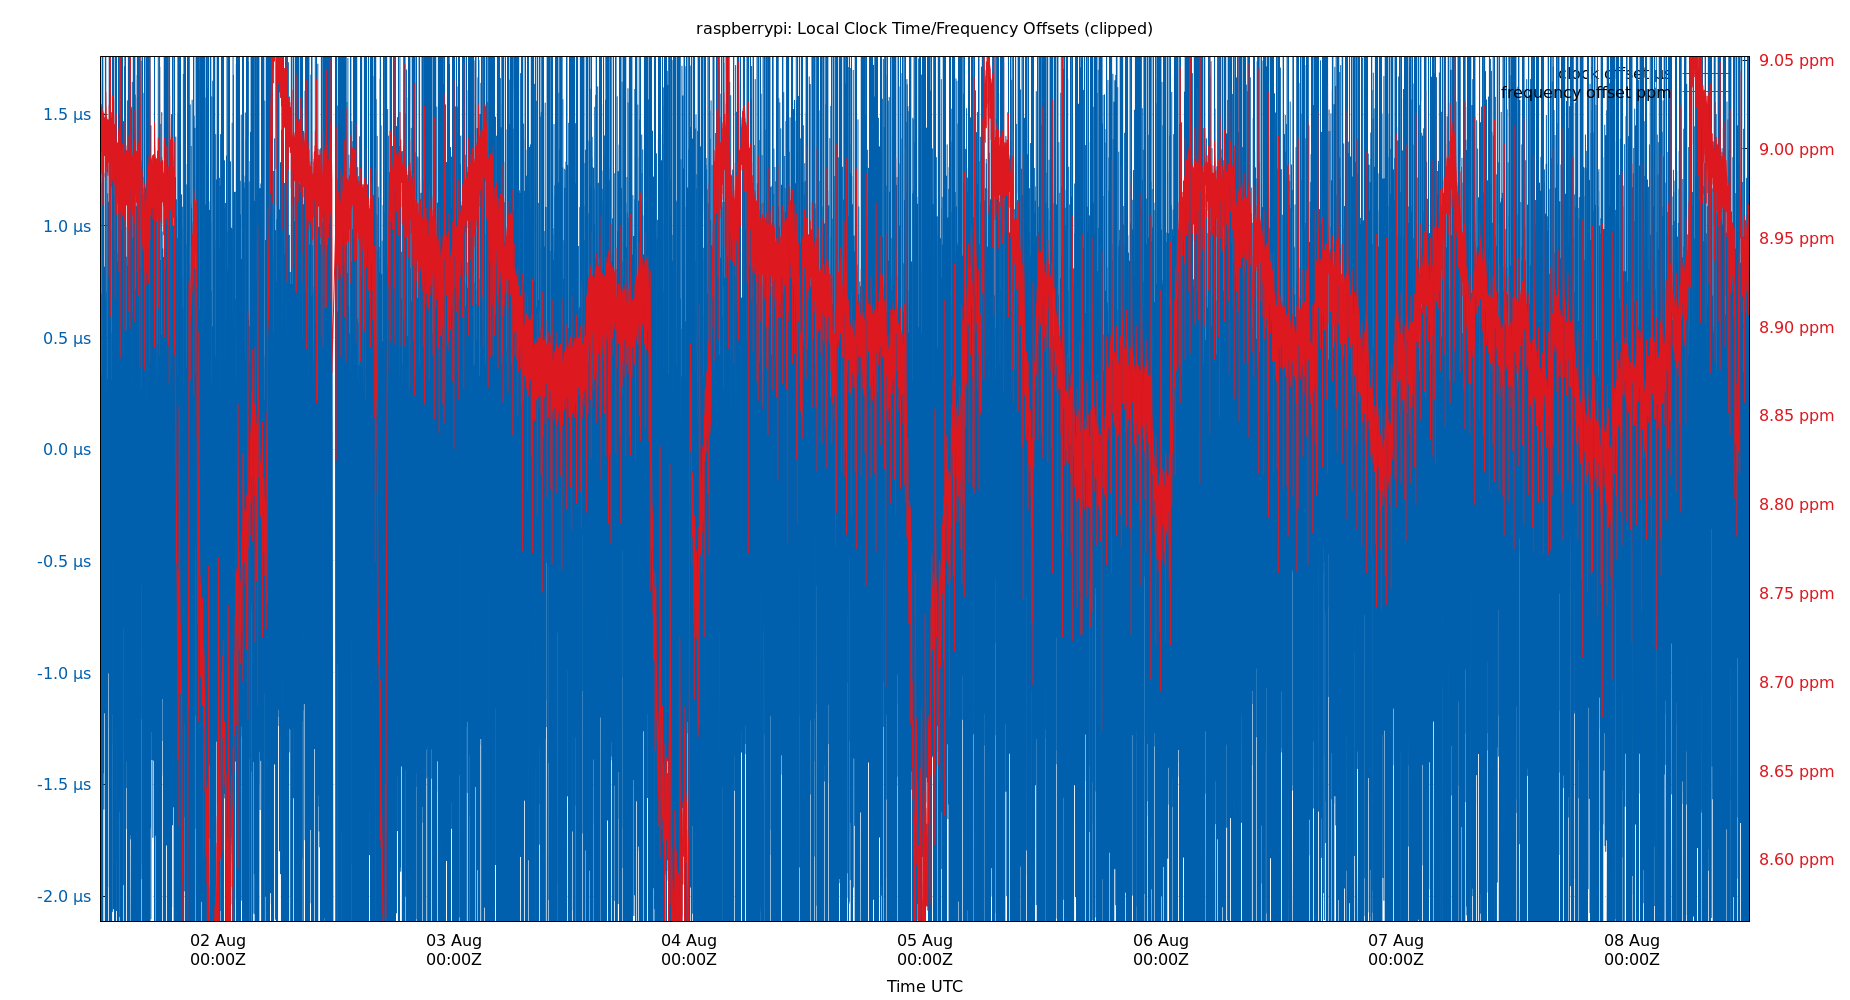 raspberrypi: Local Clock Time/Frequency Offsets (clipped)
clock offset µs
frequency offset ppm
1.5 µs
1.0 µs
0.5 µs
0.0 µs
-0.5 µs
-1.0 µs
-1.5 µs
-2.0 µs
9.05 ppm
9.00 ppm
8.95 ppm
8.90 ppm
8.85 ppm
8.80 ppm
8.75 ppm
8.70 ppm
8.65 ppm
8.60 ppm
02 Aug
00:00Z
03 Aug
00:00Z
04 Aug
00:00Z
05 Aug
00:00Z
06 Aug
00:00Z
07 Aug
00:00Z
08 Aug
00:00Z
Time UTC